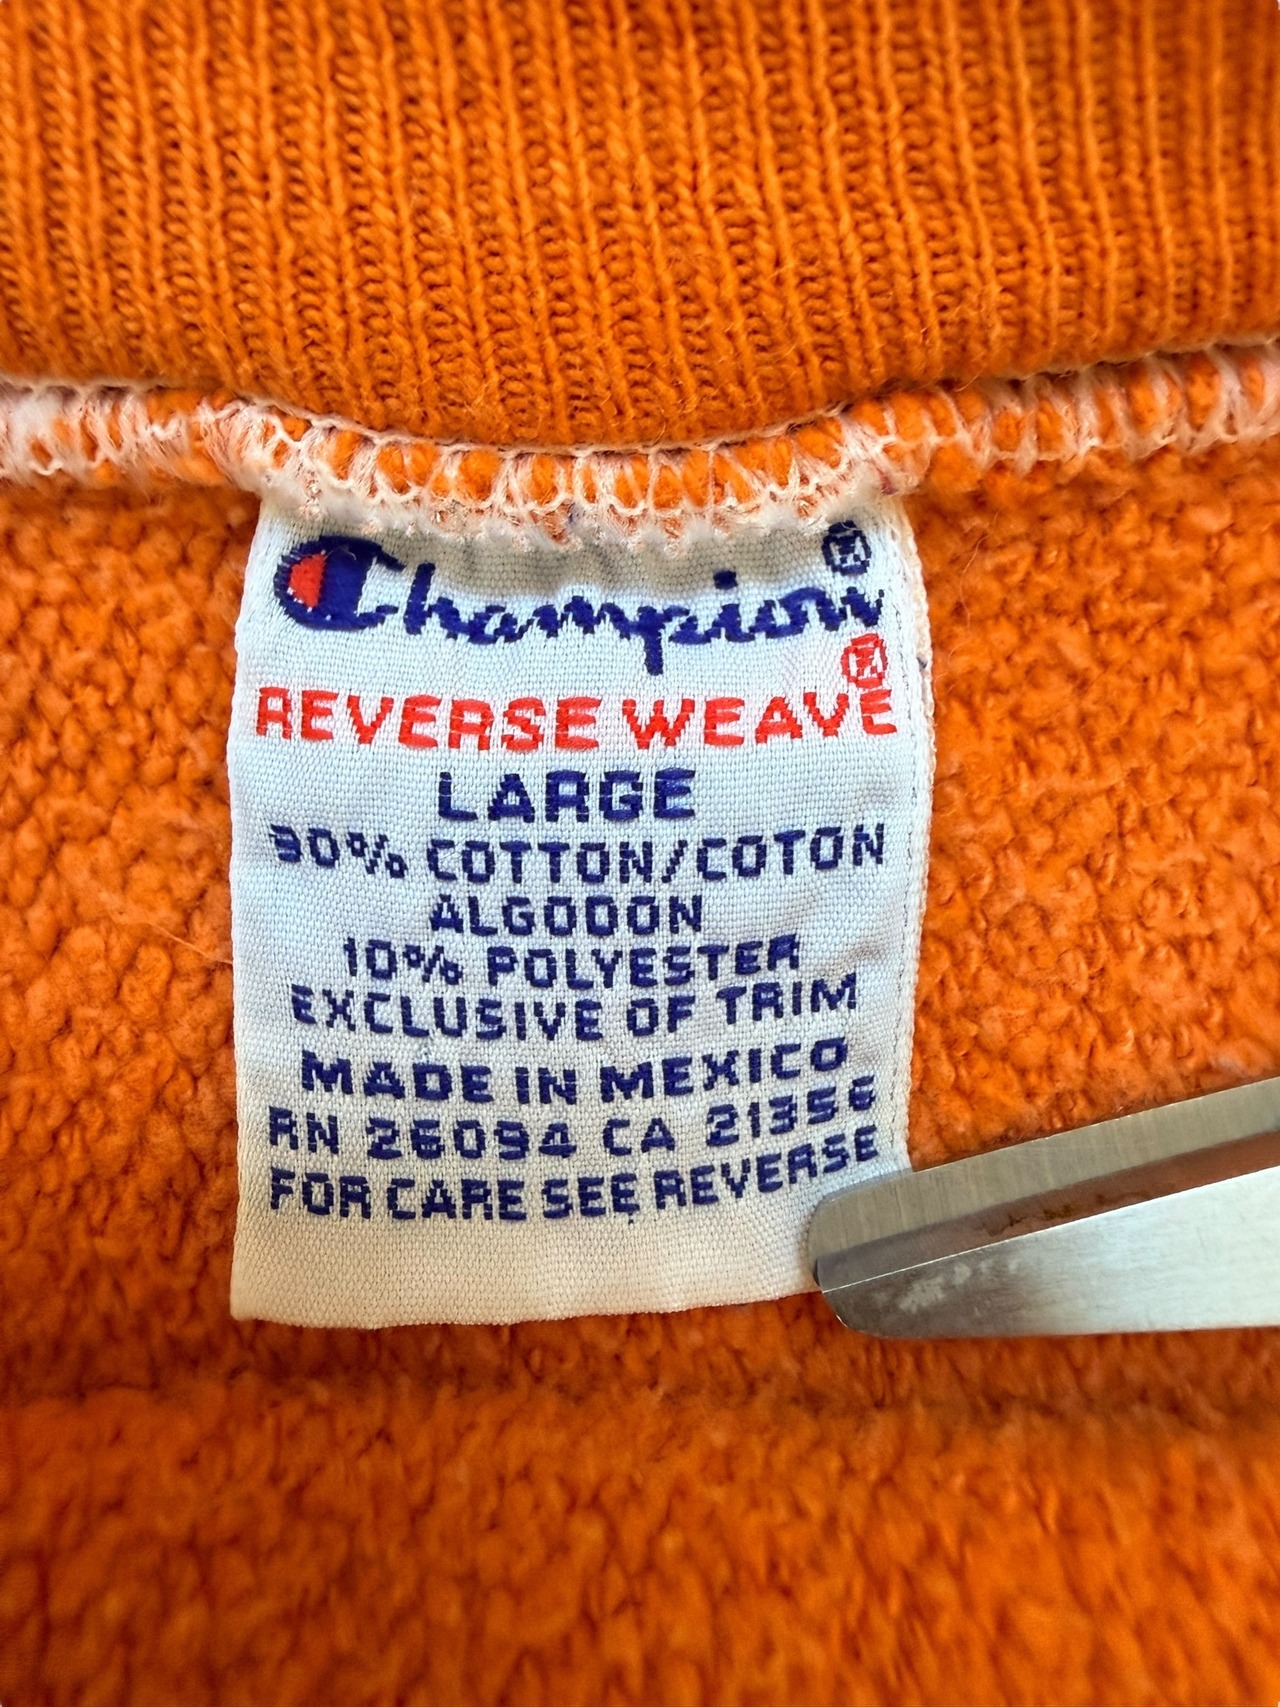 Champion®
REVERSE WEAVE®
LARGE
90% COTTON/COTON
ALGODON
10% POLYESTER
EXCLUSIVE OF TRIM
MADE IN MEXICO
RN 26094 CA 21356
FOR CARE SEE REVERSE